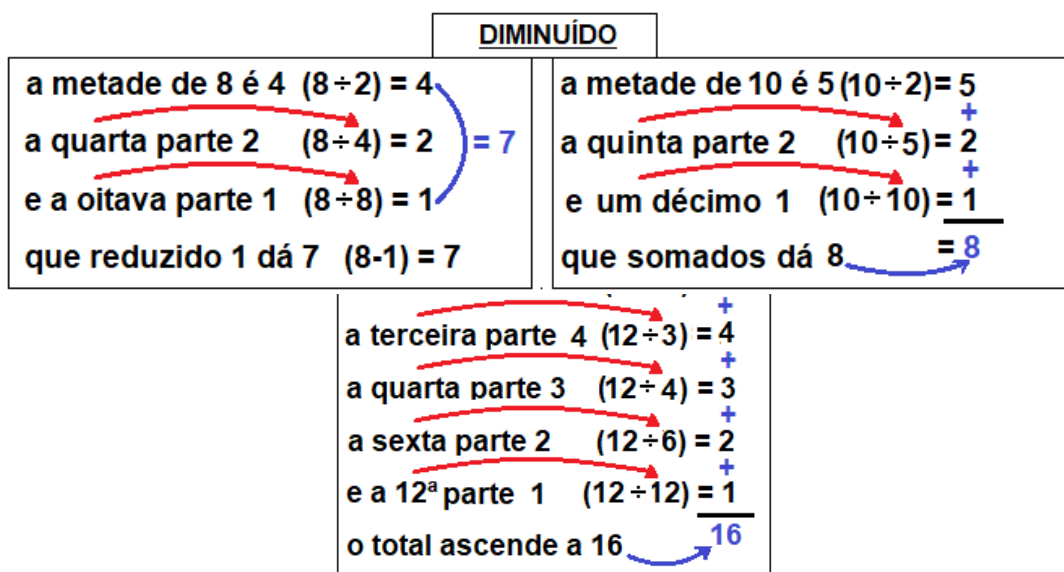 DIMINUÍDO
a metade de 8 é 4 (8÷2) = 4
a quarta parte 2 (8÷4) = 2 = 7
e a oitava parte 1 (8÷8) = 1
que reduzido 1 dá 7 (8-1) = 7
a metade de 10 é 5 (10÷2)= 5
+
a quinta parte 2 (10÷5)= 2
+
e um décimo 1 (10÷10)= 1
que somados dá 8 = 8
+
a terceira parte 4 (12÷3) = 4
+
a quarta parte 3 (12÷4) = 3
+
a sexta parte 2 (12÷6) = 2
+
e a 12ª parte 1 (12÷12) = 1
o total ascende a 16 16